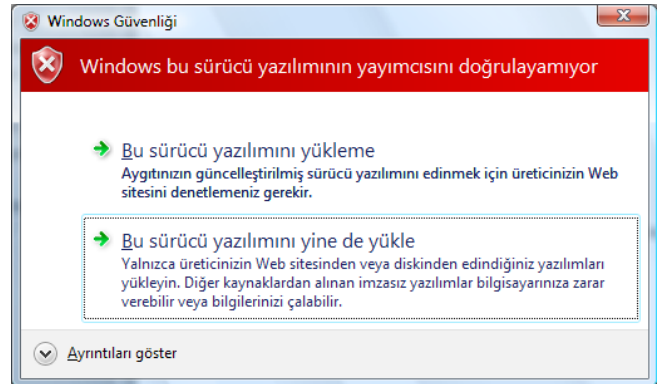 Windows Güvenliği
Windows bu sürücü yazılımının yayımcısını doğrulayamıyor
Bu sürücü yazılımını yükleme
Aygıtınızın güncelleştirilmiş sürücü yazılımını edinmek için üreticinizin Web
sitesini denetlemeniz gerekir.
Bu sürücü yazılımını yine de yükle
Yalnızca üreticinizin Web sitesinden veya diskinden edindiğiniz yazılımları
yükleyin. Diğer kaynaklardan alınan imzasız yazılımlar bilgisayarınıza zarar
verebilir veya bilgilerinizi çalabilir.
Ayrıntıları göster